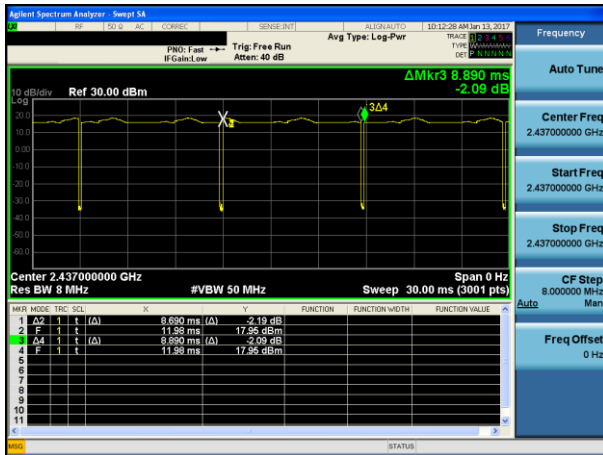 Agilent Spectrum Analyzer - Swept SA
RF 50 Ω AC CORREC SENSE:INT ALIGNAUTO 10:12:28 AM Jan 13, 2017
Avg Type: Log-Pwr TRACE 1 2 3 4 5 6
PNO: Fast Trig: Free Run TYPE
IFGain:Low Atten: 40 dB DET P N N N N N
ΔMkr3 8.890 ms
10 dB/div Ref 30.00 dBm -2.09 dB
Log
20.0
10.0
0.00
-10.0
-20.0
-30.0
-40.0
-50.0
-60.0
3Δ4
Center 2.437000000 GHz Span 0 Hz
Res BW 8 MHz #VBW 50 MHz Sweep 30.00 ms (3001 pts)
MKR MODE TRC SCL X Y FUNCTION FUNCTION WIDTH FUNCTION VALUE
1 Δ2 1 t (Δ) 8.690 ms (Δ) -2.19 dB
2 F 1 t 11.98 ms 17.95 dBm
3 Δ4 1 t (Δ) 8.890 ms (Δ) -2.09 dB
4 F 1 t 11.98 ms 17.95 dBm
5
6
7
8
9
10
11
MSG STATUS
Frequency
Auto Tune
Center Freq
2.437000000 GHz
Start Freq
2.437000000 GHz
Stop Freq
2.437000000 GHz
CF Step
8.000000 MHz
Auto Man
Freq Offset
0 Hz